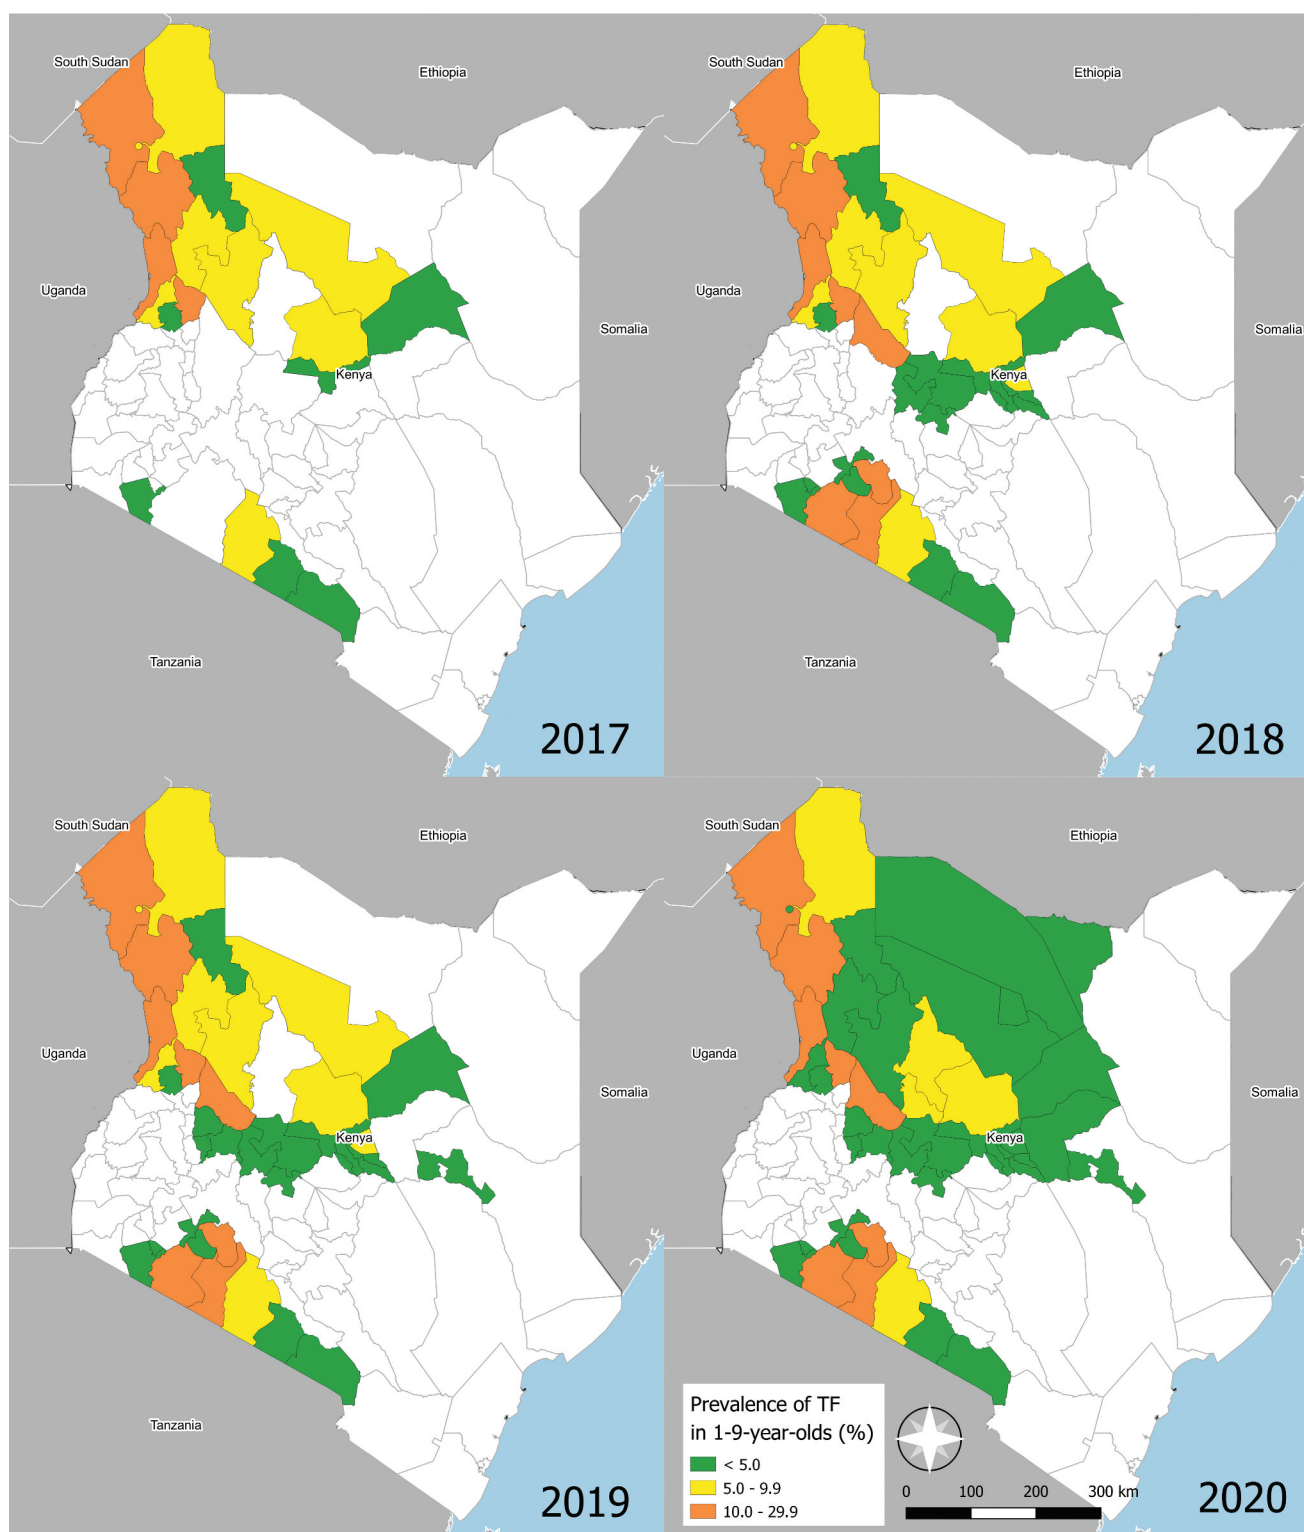 South Sudan
Ethiopia
Uganda
Somalia
Kenya
Tanzania
2017
South Sudan
Ethiopia
Uganda
Somalia
Kenya
Tanzania
2018
South Sudan
Ethiopia
Uganda
Somalia
Kenya
Tanzania
2019
South Sudan
Ethiopia
Uganda
Somalia
Kenya
Prevalence of TF
in 1-9-year-olds (%)
< 5.0
5.0 - 9.9
10.0 - 29.9
0 100 200 300 km
2020